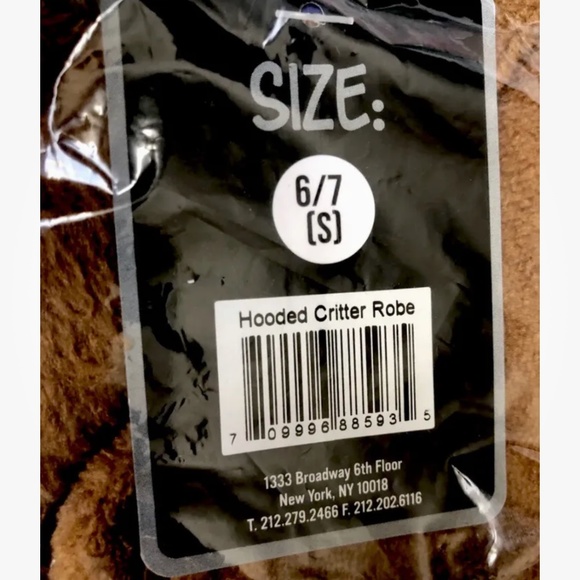 SIZE:
6/7
(S)
Hooded Critter Robe
7 09996 88593 5
1333 Broadway 6th Floor
New York, NY 10018
T. 212.279.2466 F. 212.202.6116